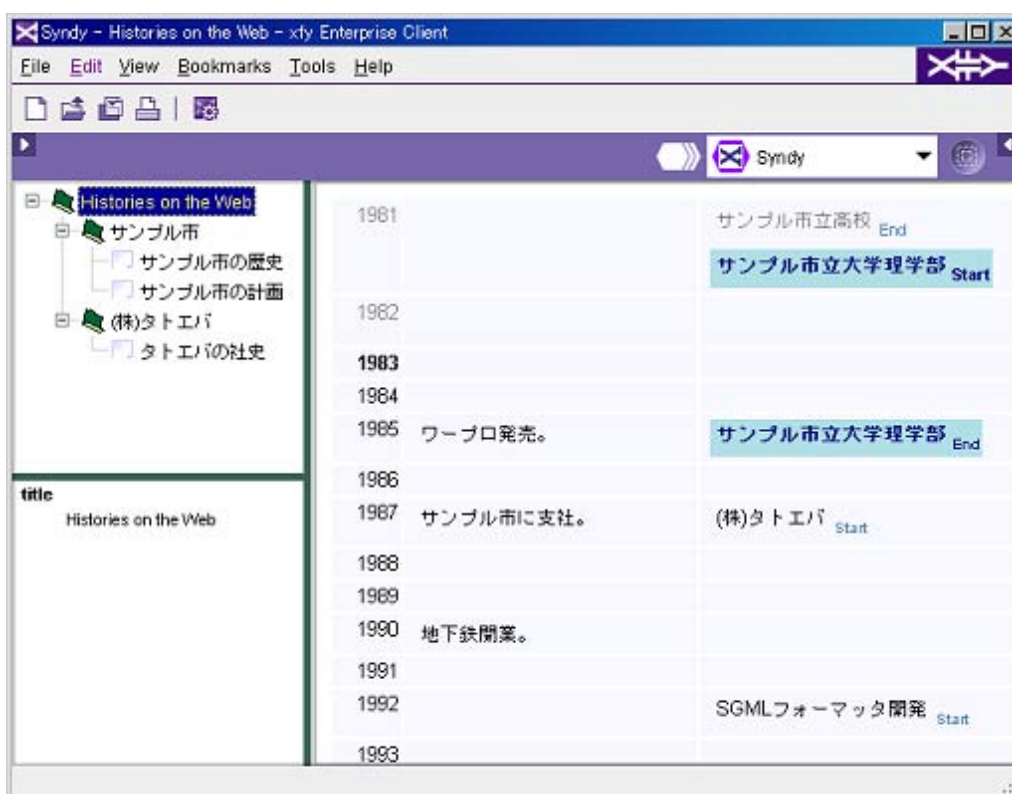 Syndy - Histories on the Web - xfy Enterprise Client
File Edit View Bookmarks Tools Help
Syndy
Histories on the Web
サンプル市
サンプル市の歴史
サンプル市の計画
(株)タトエバ
タトエバの社史
title
Histories on the Web
1981 サンプル市立高校 End
サンプル市立大学理学部 Start
1982
1983
1984
1985 ワープロ発売。 サンプル市立大学理学部 End
1986
1987 サンプル市に支社。 (株)タトエバ Start
1988
1989
1990 地下鉄開業。
1991
1992 SGMLフォーマッタ開発 Start
1993